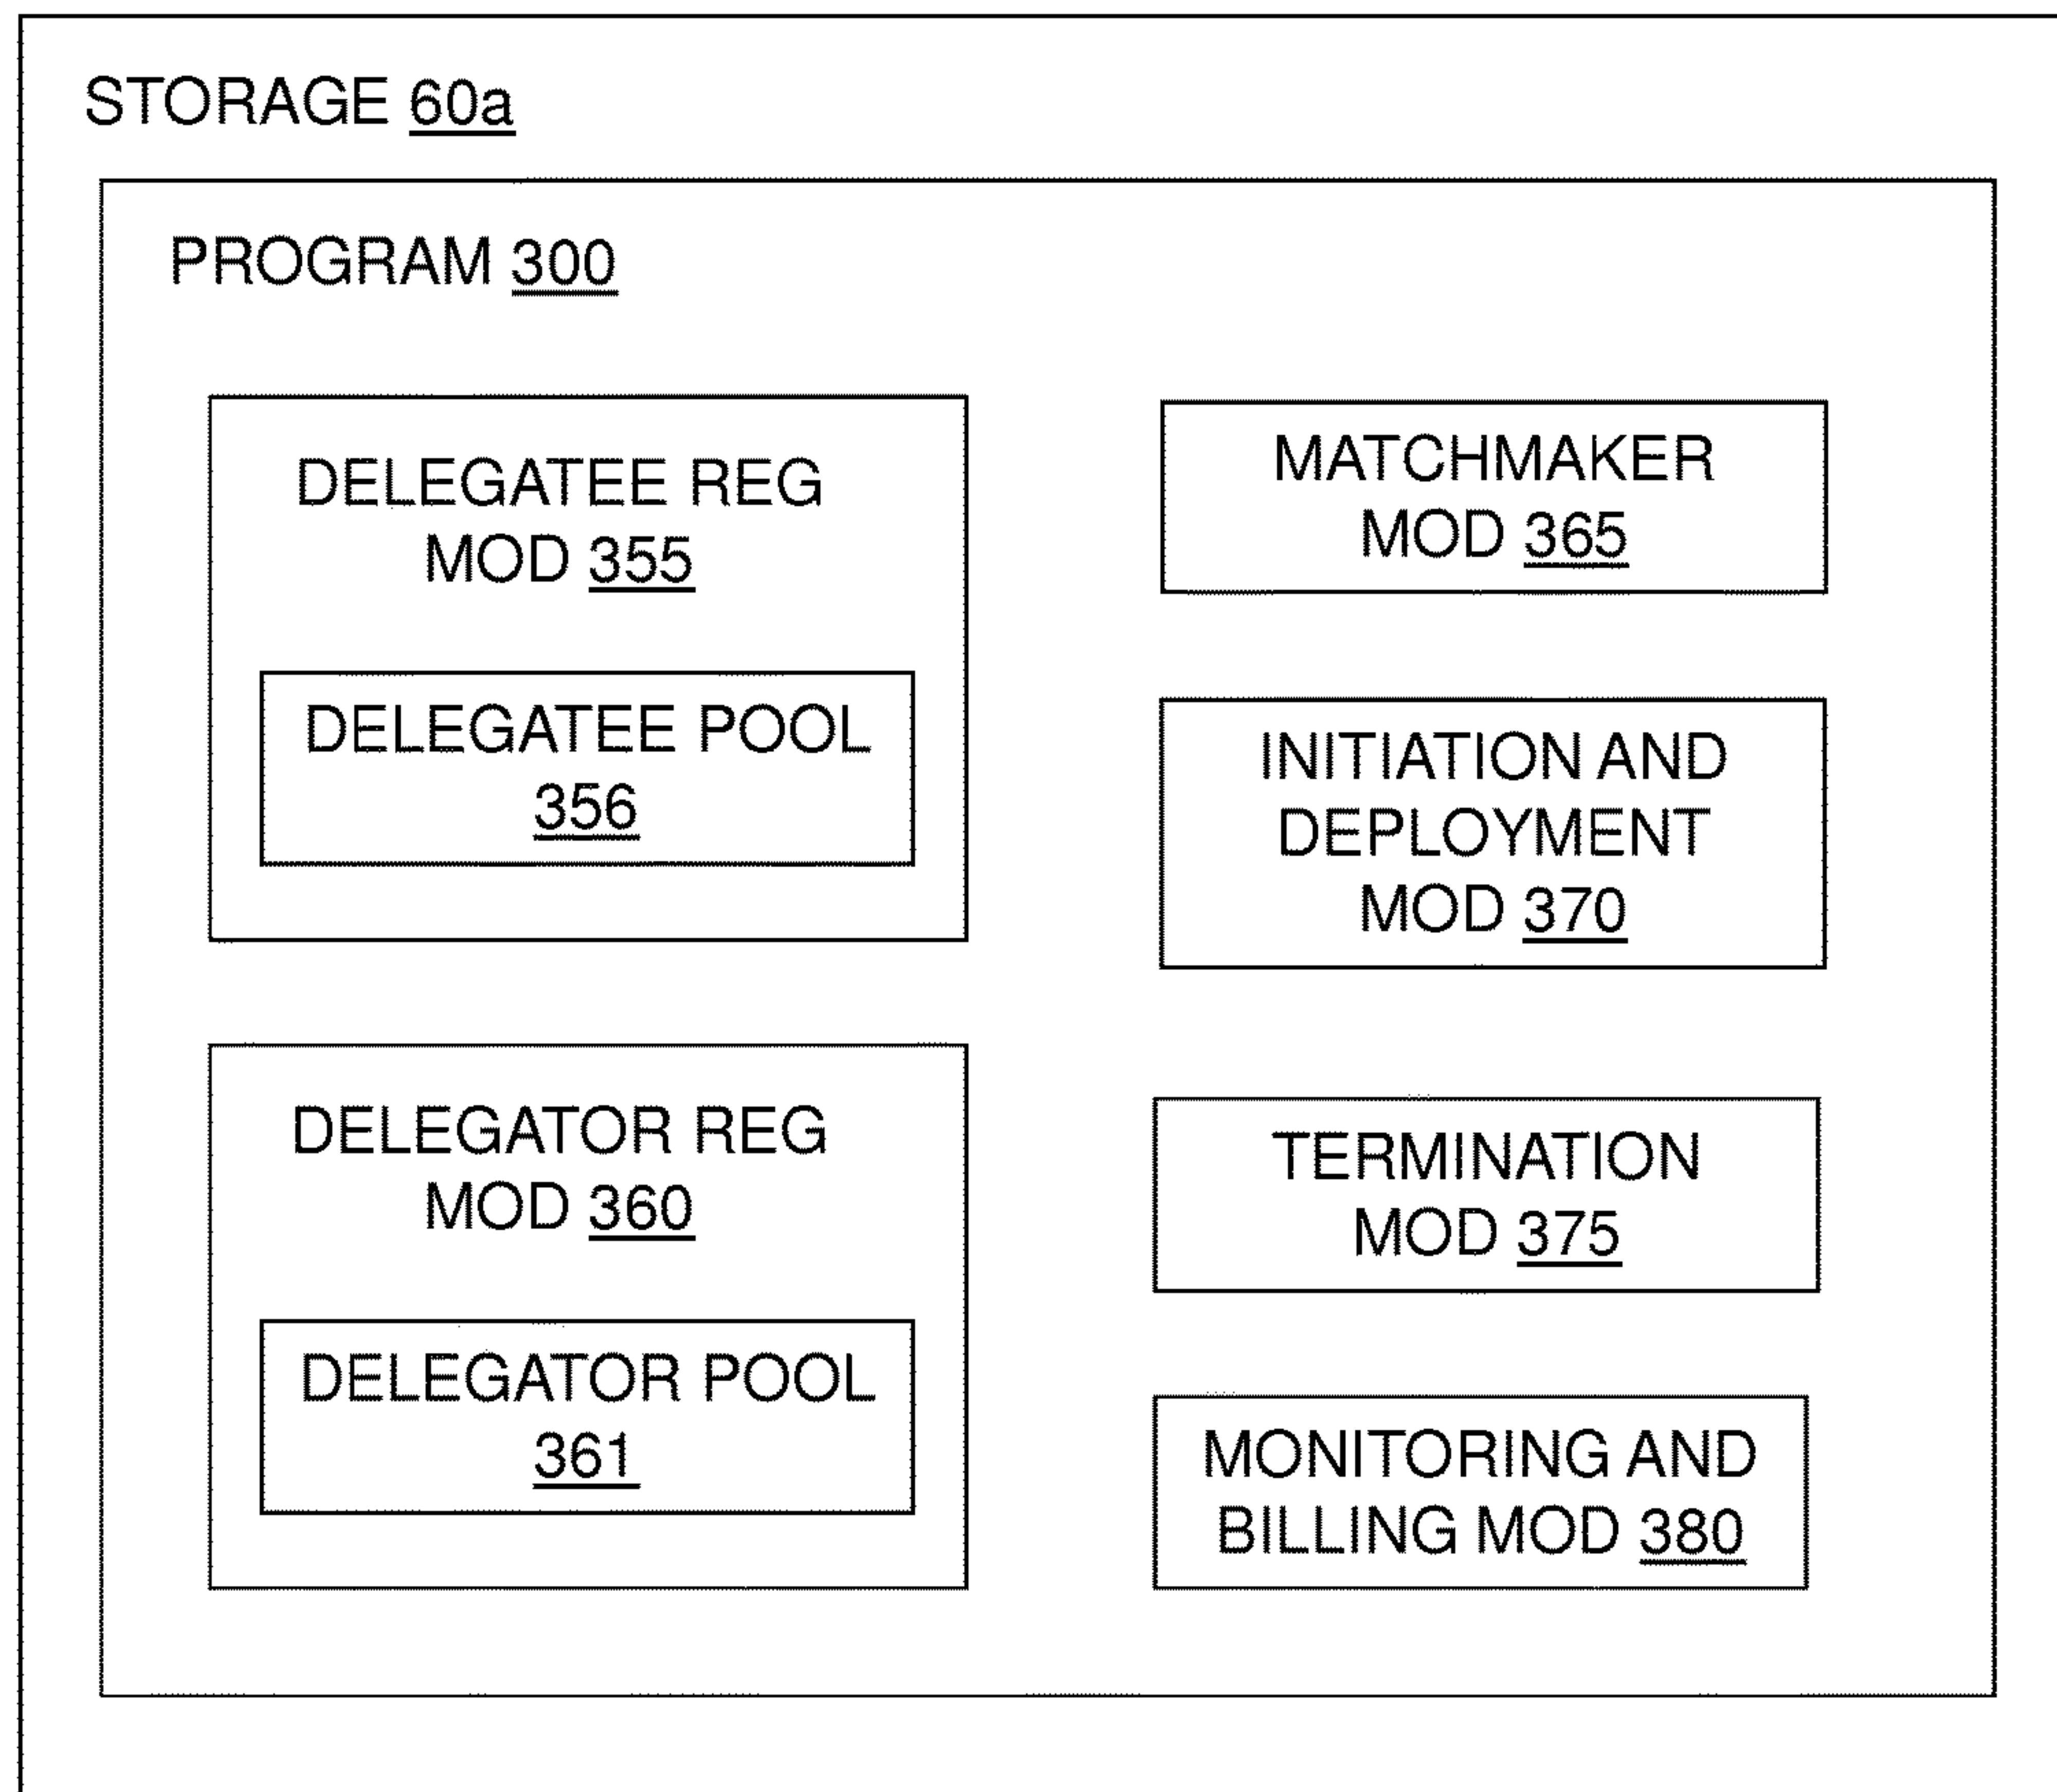 STORAGE 60a
PROGRAM 300
DELEGATEE REG
MOD 355
DELEGATEE POOL
356
DELEGATOR REG
MOD 360
DELEGATOR POOL
361
MATCHMAKER
MOD 365
INITIATION AND
DEPLOYMENT
MOD 370
TERMINATION
MOD 375
MONITORING AND
BILLING MOD 380